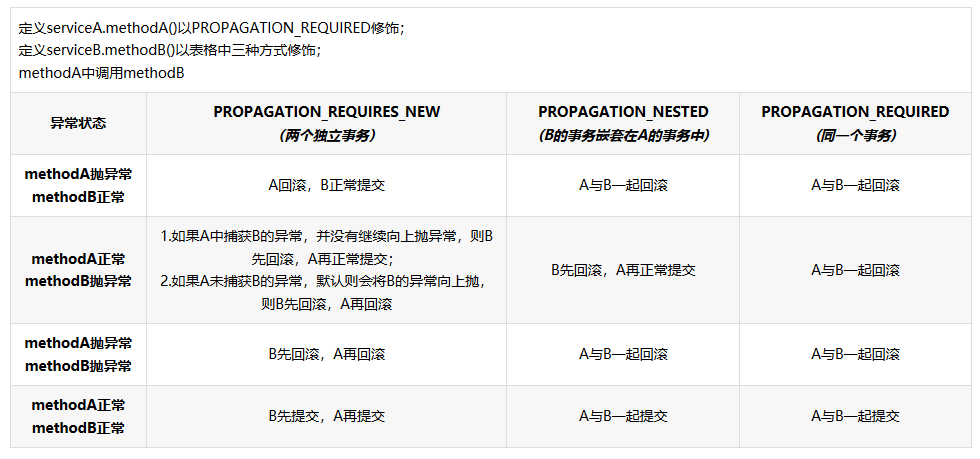 定义serviceA.methodA()以PROPAGATION_REQUIRED修饰；
定义serviceB.methodB()以表格中三种方式修饰；
methodA中调用methodB
异常状态
PROPAGATION_REQUIRES_NEW
（两个独立事务）
PROPAGATION_NESTED
（B的事务嵌套在A的事务中）
PROPAGATION_REQUIRED
（同一个事务）
methodA抛异常
methodB正常
A回滚，B正常提交
A与B一起回滚
A与B一起回滚
methodA正常
methodB抛异常
1.如果A中捕获B的异常，并没有继续向上抛异常，则B
先回滚，A再正常提交；
2.如果A未捕获B的异常，默认则会将B的异常向上抛，
则B先回滚，A再回滚
B先回滚，A再正常提交
A与B一起回滚
methodA抛异常
methodB抛异常
B先回滚，A再回滚
A与B一起回滚
A与B一起回滚
methodA正常
methodB正常
B先提交，A再提交
A与B一起提交
A与B一起提交